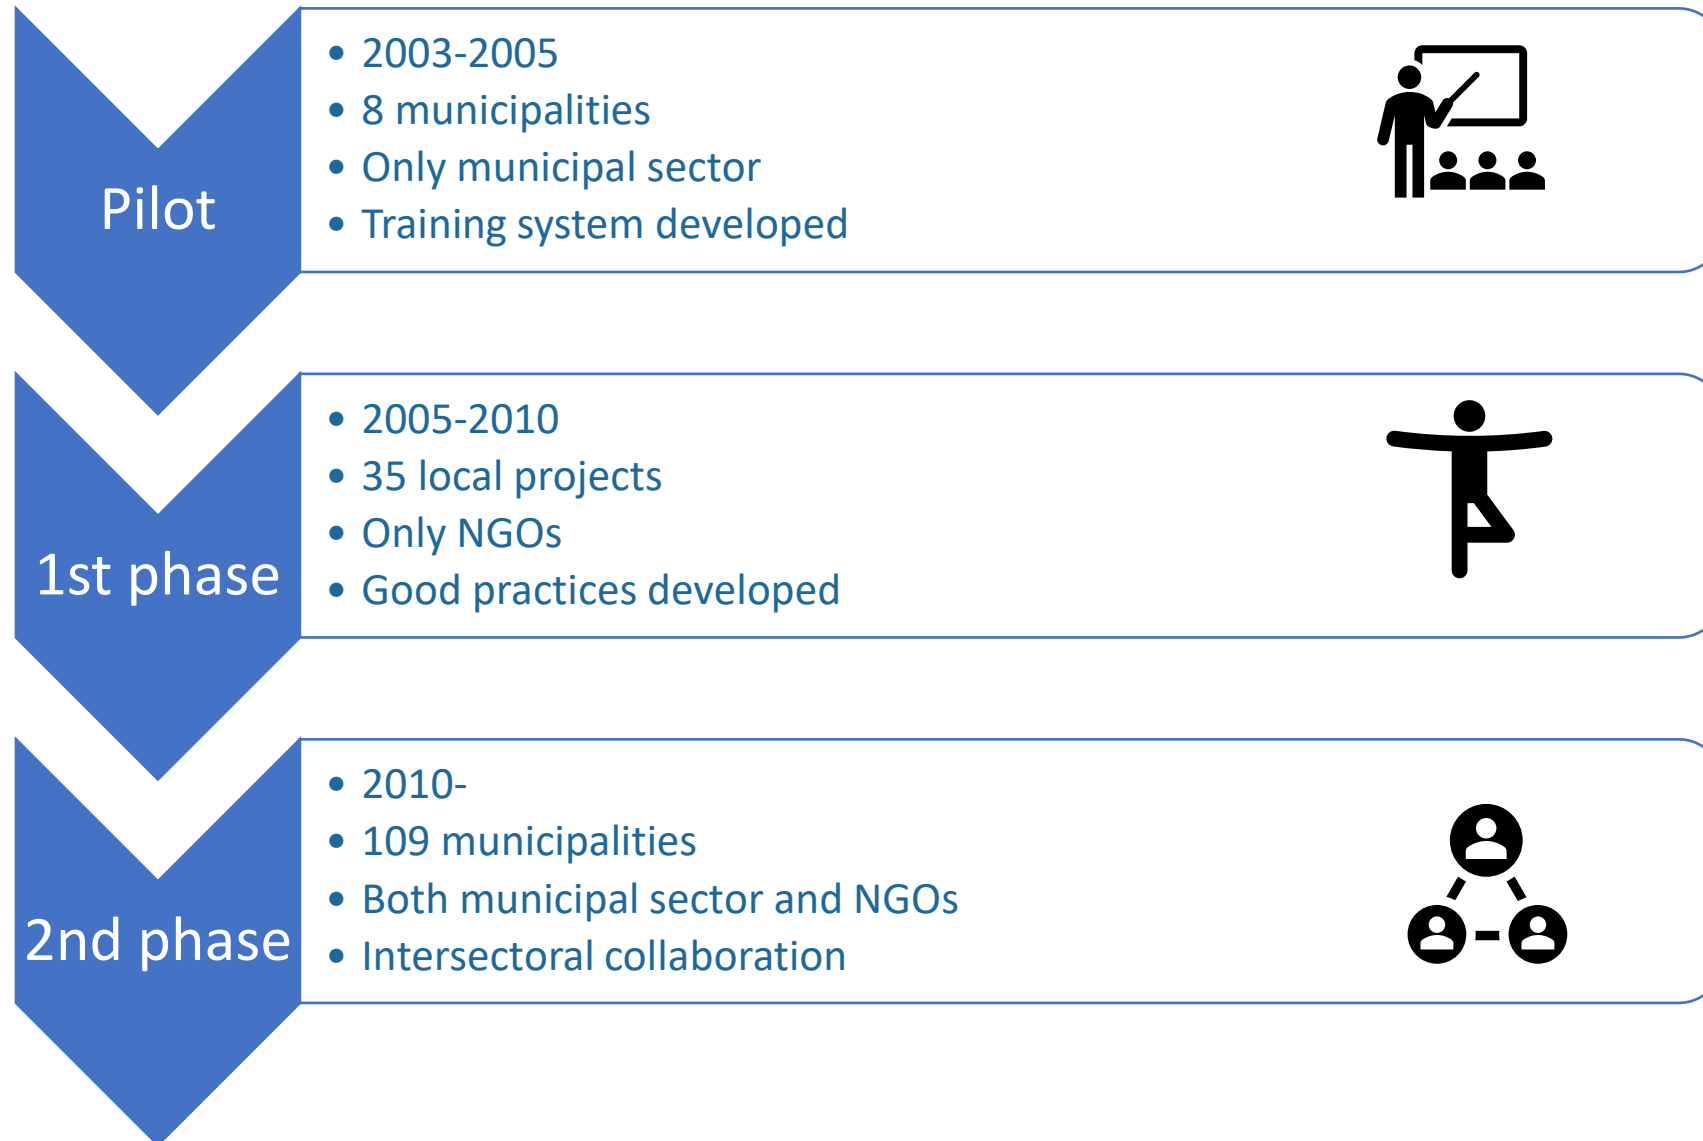 Pilot
• 2003-2005
• 8 municipalities
• Only municipal sector
• Training system developed
1st phase
• 2005-2010
• 35 local projects
• Only NGOs
• Good practices developed
2nd phase
• 2010-
• 109 municipalities
• Both municipal sector and NGOs
• Intersectoral collaboration